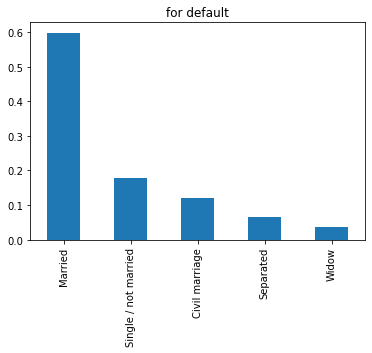 for default
0.6
0.5
0.4
0.3
0.2
0.1
0.0
Married
Single / not married
Civil marriage
Separated
Widow